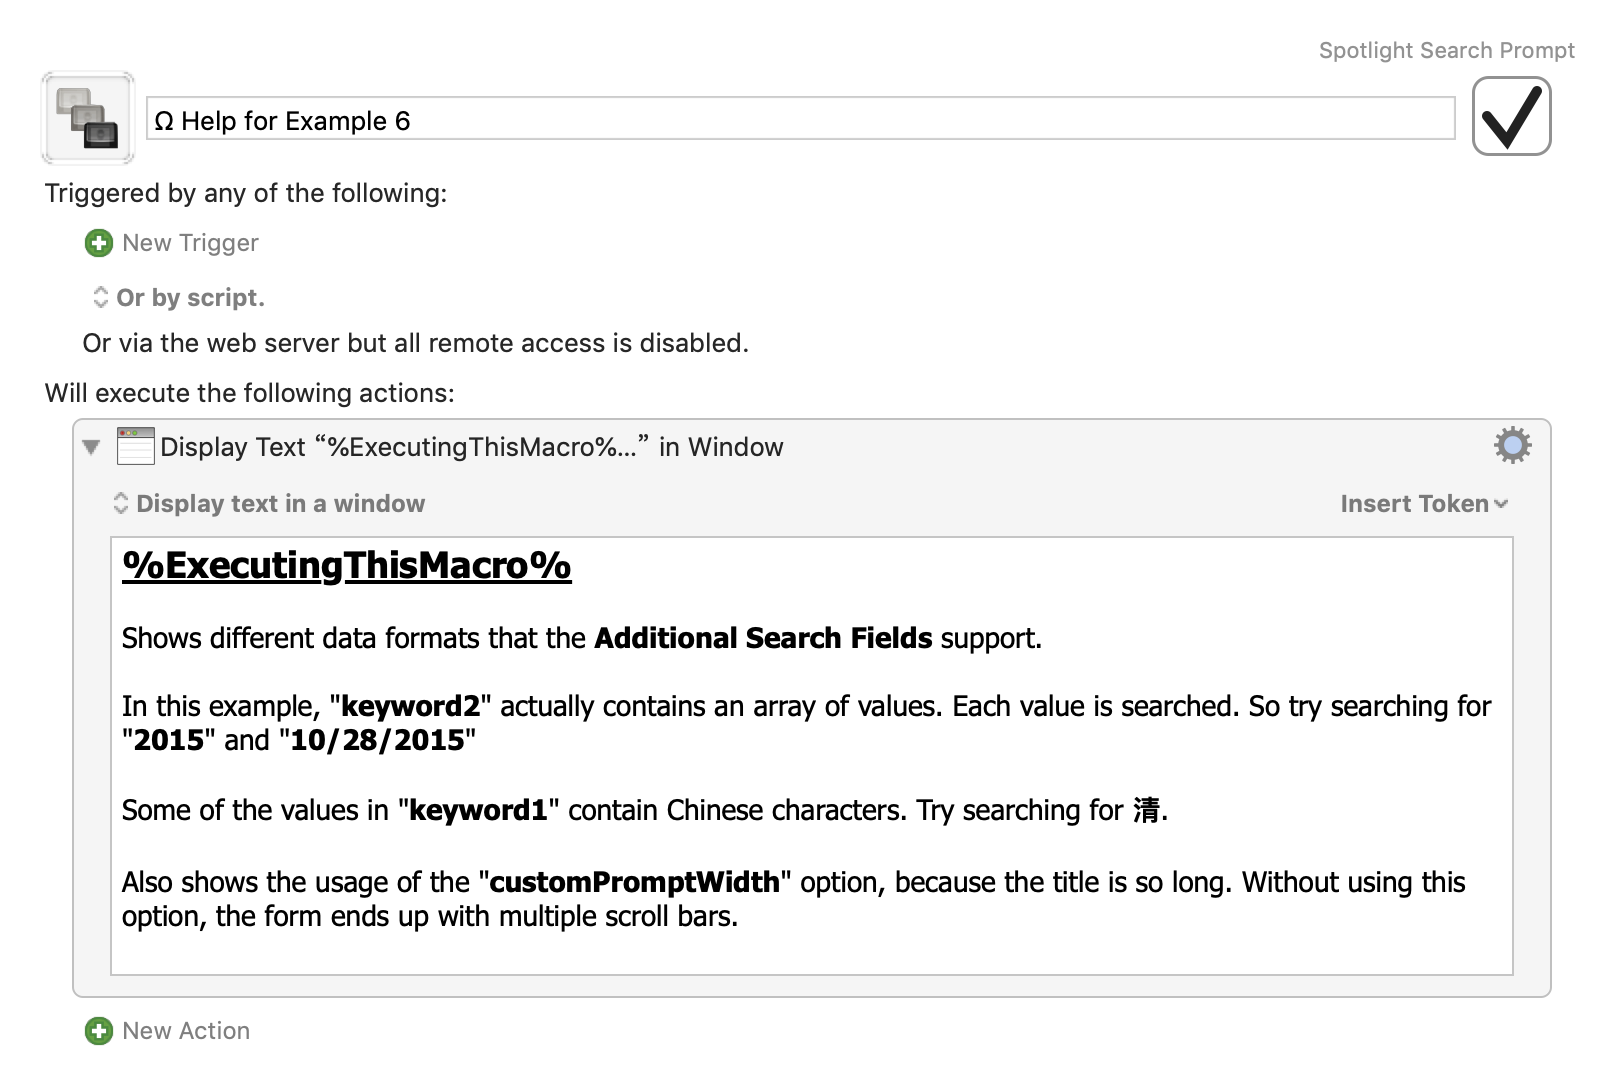 Spotlight Search Prompt
Ω Help for Example 6
Triggered by any of the following:
New Trigger
Or by script.
Or via the web server but all remote access is disabled.
Will execute the following actions:
Display Text “%ExecutingThisMacro%...” in Window
Display text in a window
Insert Token
%ExecutingThisMacro%
Shows different data formats that the Additional Search Fields support.
In this example, "keyword2" actually contains an array of values. Each value is searched. So try searching for
"2015" and "10/28/2015"
Some of the values in "keyword1" contain Chinese characters. Try searching for 清.
Also shows the usage of the "customPromptWidth" option, because the title is so long. Without using this
option, the form ends up with multiple scroll bars.
New Action